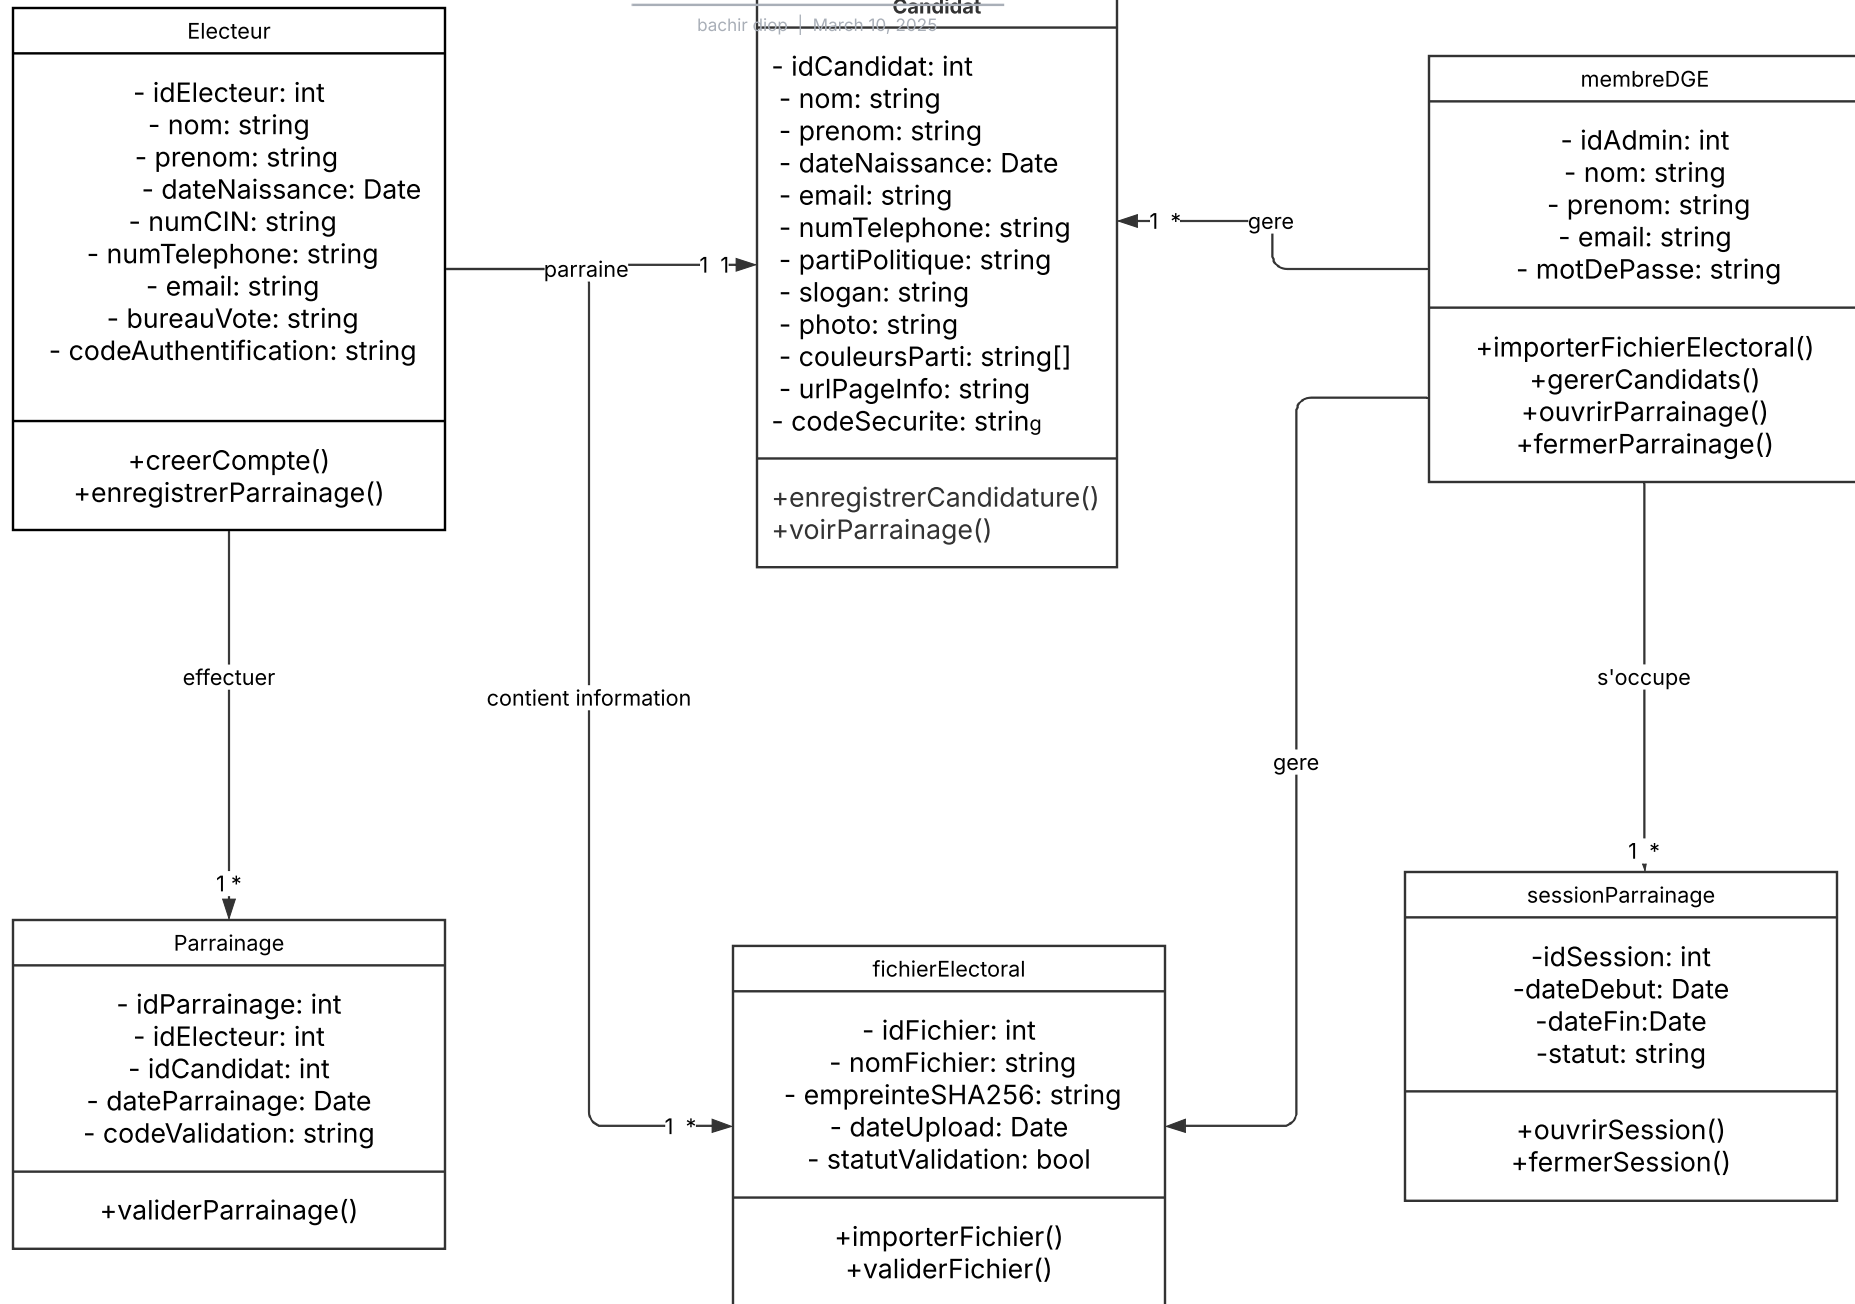 Electeur
- idElecteur: int
- nom: string
- prenom: string
- dateNaissance: Date
- numCIN: string
- numTelephone: string
- email: string
- bureauVote: string
- codeAuthentification: string
+creerCompte()
+enregistrerParrainage()
Candidat
bachir diop | March 10, 2025
- idCandidat: int
- nom: string
- prenom: string
- dateNaissance: Date
- email: string
- numTelephone: string
- partiPolitique: string
- slogan: string
- photo: string
- couleursParti: string[]
- urlPageInfo: string
- codeSecurite: string
+enregistrerCandidature()
+voirParrainage()
membreDGE
- idAdmin: int
- nom: string
- prenom: string
- email: string
- motDePasse: string
+importerFichierElectoral()
+gererCandidats()
+ouvrirParrainage()
+fermerParrainage()
parraine
1 1
1 *
gere
effectuer
1 *
contient information
1 *
gere
s'occupe
1 *
Parrainage
- idParrainage: int
- idElecteur: int
- idCandidat: int
- dateParrainage: Date
- codeValidation: string
+validerParrainage()
fichierElectoral
- idFichier: int
- nomFichier: string
- empreinteSHA256: string
- dateUpload: Date
- statutValidation: bool
+importerFichier()
+validerFichier()
sessionParrainage
-idSession: int
-dateDebut: Date
-dateFin:Date
-statut: string
+ouvrirSession()
+fermerSession()